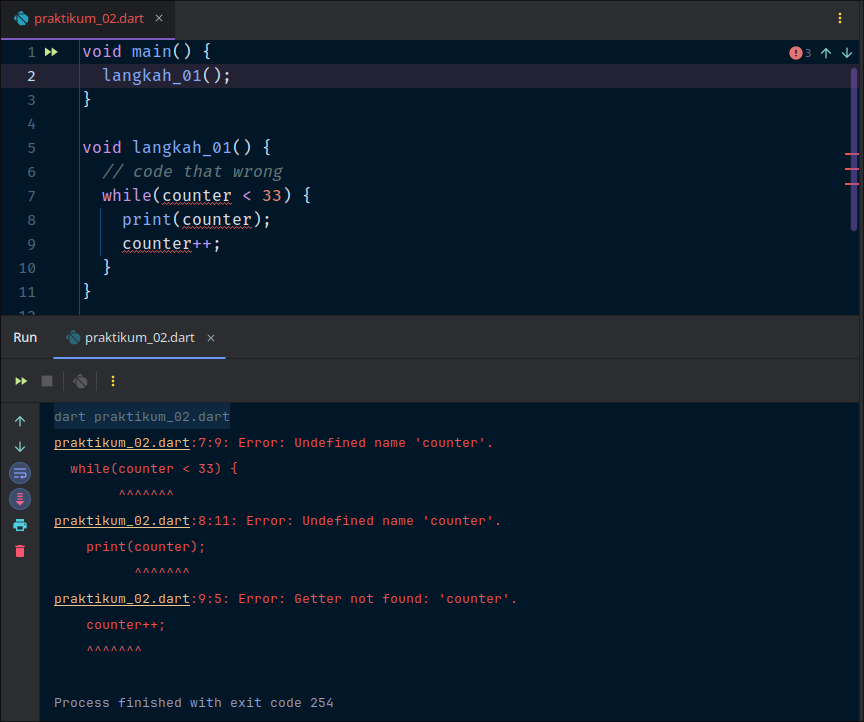 praktikum_02.dart ×
1 void main() { 3
2 langkah_01();
3 }
4
5 void langkah_01() {
6 // code that wrong
7 while(counter < 33) {
8 print(counter);
9 counter++;
10 }
11 }
12
Run praktikum_02.dart ×
dart praktikum_02.dart
praktikum_02.dart:7:9: Error: Undefined name 'counter'.
while(counter < 33) {
^^^^^^^
praktikum_02.dart:8:11: Error: Undefined name 'counter'.
print(counter);
^^^^^^^
praktikum_02.dart:9:5: Error: Getter not found: 'counter'.
counter++;
^^^^^^^
Process finished with exit code 254